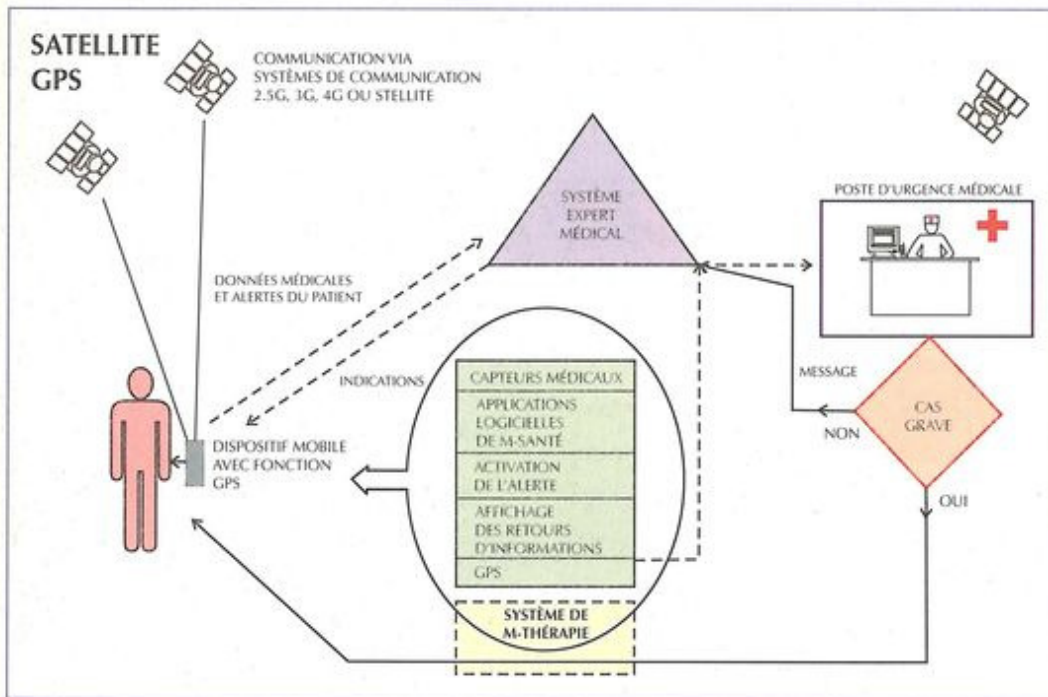 SATELLITE
GPS
COMMUNICATION VIA
SYSTÈMES DE COMMUNICATION
2.5G, 3G, 4G OU STELLITE
SYSTÈME
EXPERT
MÉDICAL
POSTE D'URGENCE MÉDICALE
DONNÉES MÉDICALES
ET ALERTES DU PATIENT
INDICATIONS
MESSAGE
CAS
GRAVE
NON
OUI
DISPOSITIF MOBILE
AVEC FONCTION
GPS
CAPTEURS MÉDICAUX
APPLICATIONS
LOGICIELLES
DE M-SANTÉ
ACTIVATION
DE L'ALERTE
AFFICHAGE
DES RETOURS
D'INFORMATIONS
GPS
SYSTÈME DE
M-THÉRAPIE